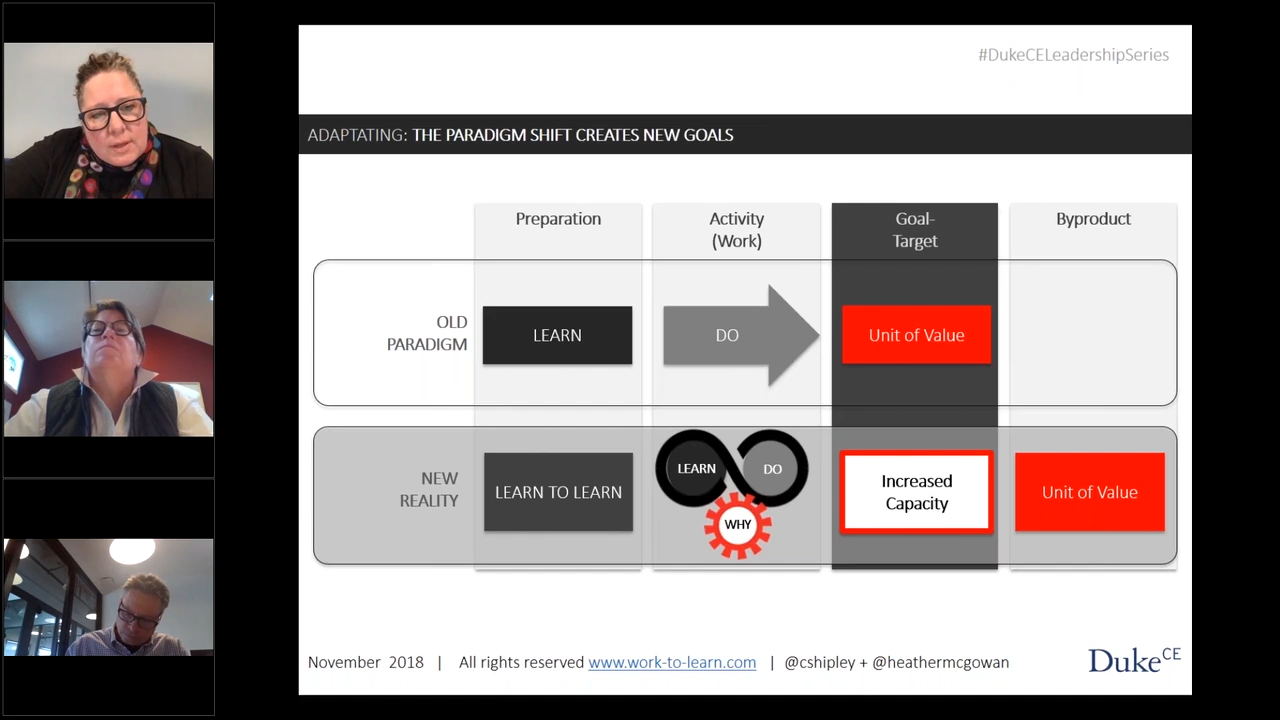 #DukeCELeadershipSeries
ADAPTATING: THE PARADIGM SHIFT CREATES NEW GOALS
Preparation
Activity
(Work)
Goal-
Target
Byproduct
OLD
PARADIGM
LEARN
DO
Unit of Value
NEW
REALITY
LEARN TO LEARN
LEARN
DO
WHY
Increased
Capacity
Unit of Value
November 2018 | All rights reserved www.work-to-learn.com | @cshipley + @heathermcgowan
DukeCE